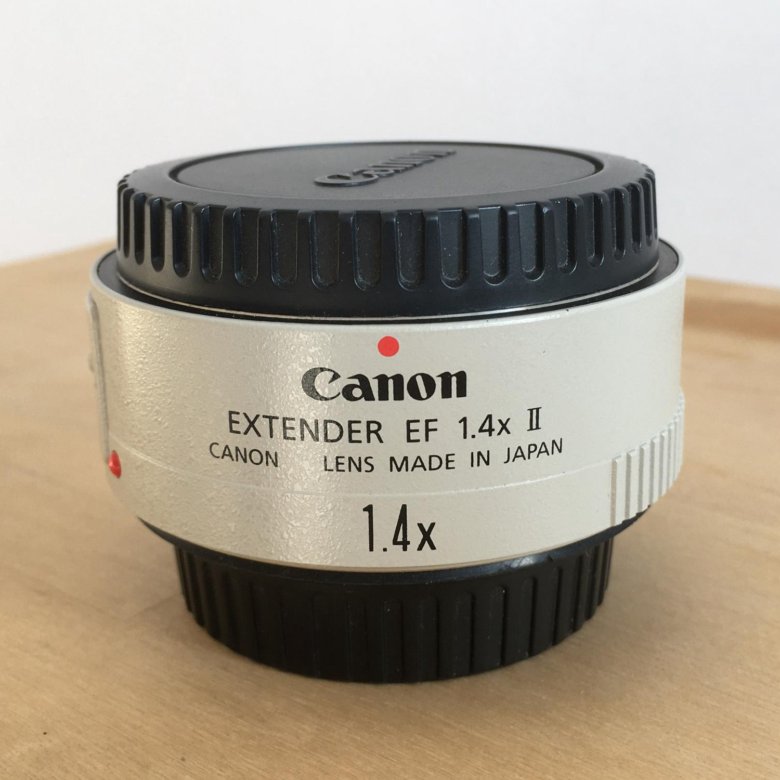 Canon
Canon
EXTENDER EF 1.4x II
CANON LENS MADE IN JAPAN
1.4x